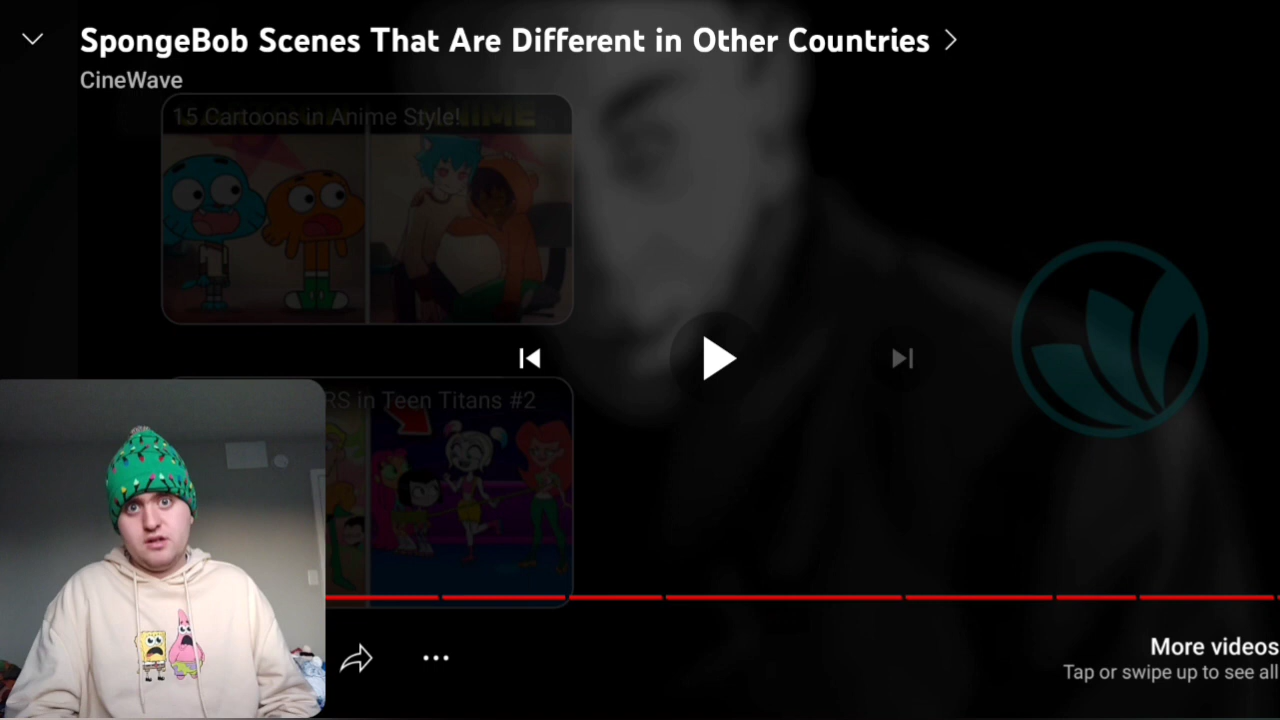 SpongeBob Scenes That Are Different in Other Countries
CineWave
15 Cartoons in Anime Style!
RS in Teen Titans #2
More videos
Tap or swipe up to see all